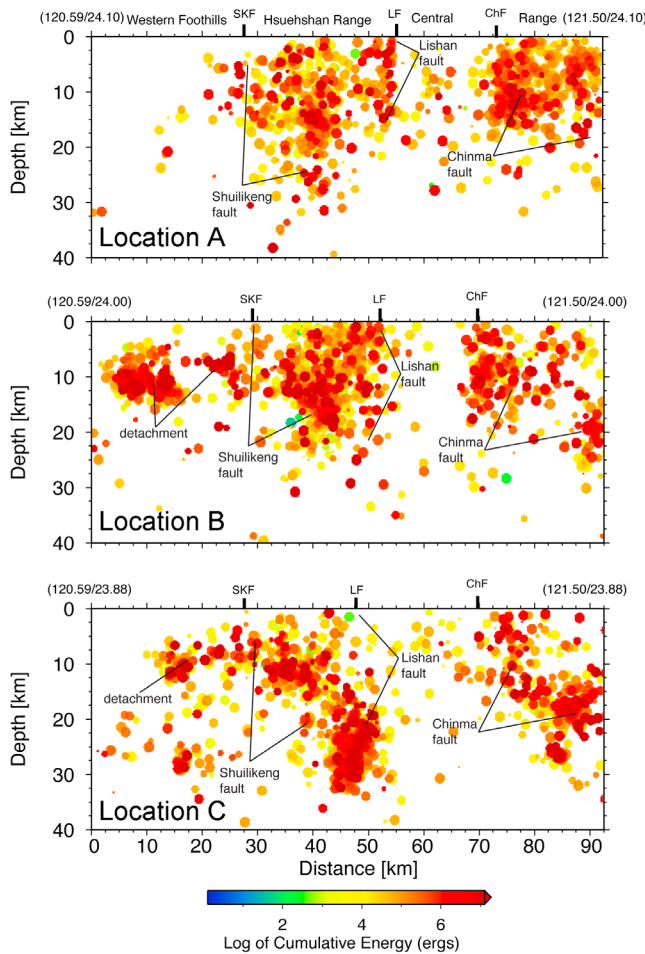 (120.59/24.10) Western Foothills SKF Hsuehshan Range LF Central ChF Range (121.50/24.10)
0
10
20
30
40
Depth [km]
Lishan
fault
Chinma
fault
Shuilikeng
fault
Location A
(120.59/24.00) SKF LF ChF (121.50/24.00)
0
10
20
30
40
Depth [km]
Lishan
fault
detachment
Shuilikeng
fault
Chinma
fault
Location B
(120.59/23.88) SKF LF ChF (121.50/23.88)
0
10
20
30
40
Depth [km]
Lishan
fault
detachment
Chinma
fault
Shuilikeng
fault
Location C
0 10 20 30 40 50 60 70 80 90
Distance [km]
2 4 6
Log of Cumulative Energy (ergs)